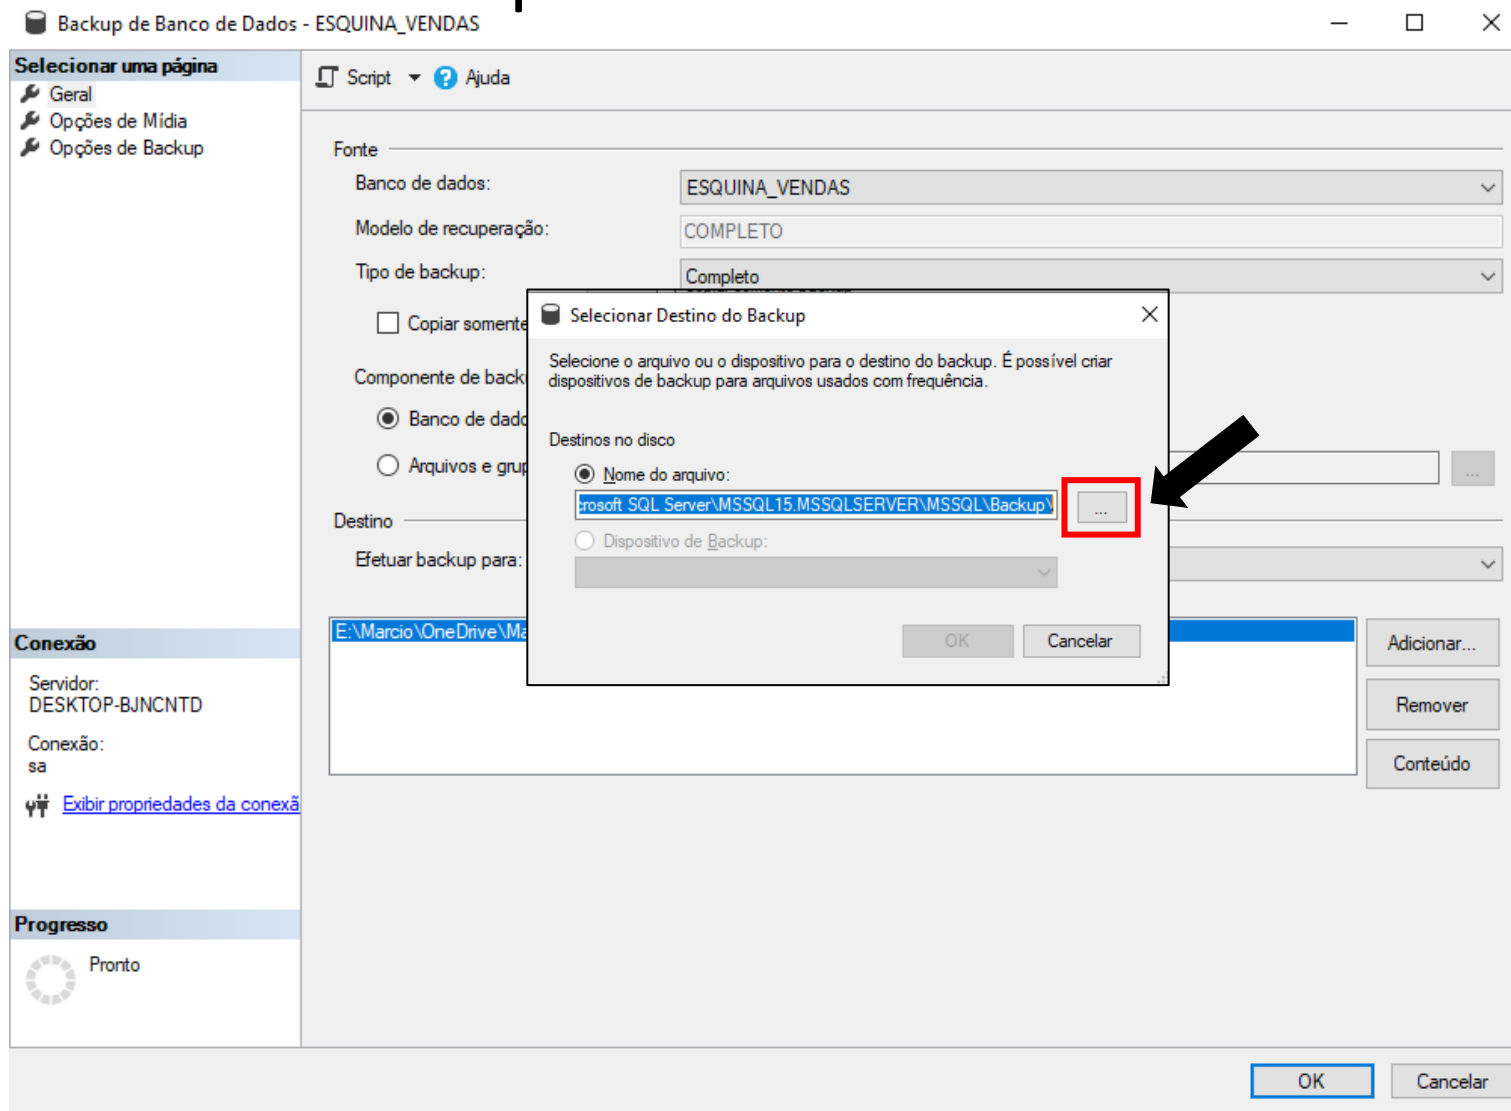 Backup de Banco de Dados - ESQUINA_VENDAS
Selecionar uma página
Geral
Opções de Mídia
Opções de Backup
Script
Ajuda
Fonte
Banco de dados:
ESQUINA_VENDAS
Modelo de recuperação:
COMPLETO
Tipo de backup:
Completo
Copiar somente
Componente de back
Banco de dado
Arquivos e grup
...
Destino
Efetuar backup para:
E:\Marcio\OneDrive\Ma
Adicionar...
Remover
Conteúdo
Selecionar Destino do Backup
Selecione o arquivo ou o dispositivo para o destino do backup. É possível criar
dispositivos de backup para arquivos usados com frequência.
Destinos no disco
Nome do arquivo:
crosoft SQL Server\MSSQL15.MSSQLSERVER\MSSQL\Backup\
...
Dispositivo de Backup:
OK
Cancelar
Conexão
Servidor:
DESKTOP-BJNCNTD
Conexão:
sa
Exibir propriedades da conexã
Progresso
Pronto
OK
Cancelar